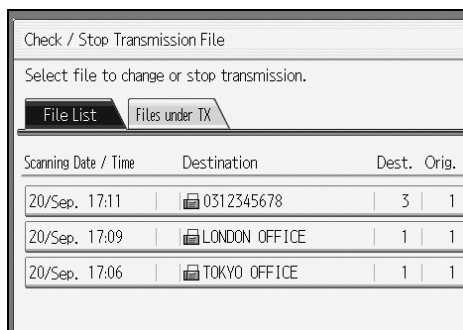 Check / Stop Transmission File
Select file to change or stop transmission.
File List Files under TX
Scanning Date / Time Destination Dest. Orig.
20/Sep. 17:11 0312345678 3 1
20/Sep. 17:09 LONDON OFFICE 1 1
20/Sep. 17:06 TOKYO OFFICE 1 1